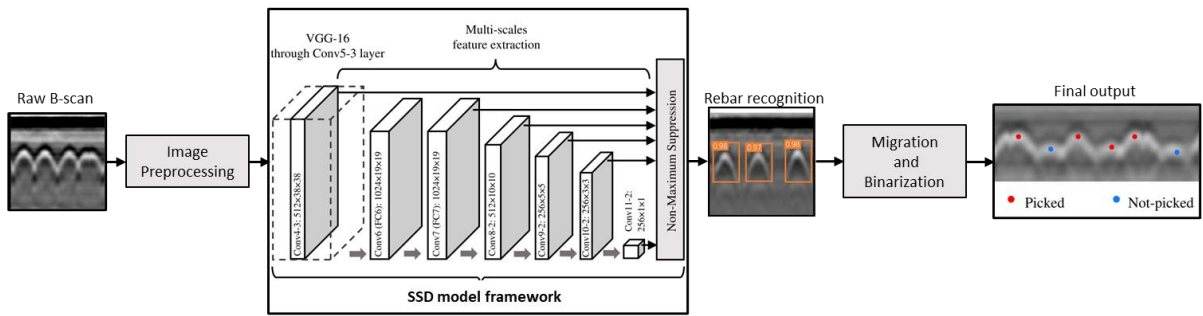 Raw B-scan
Image
Preprocessing
VGG-16
through Conv5-3 layer
Multi-scales
feature extraction
Conv4-3: 512×38×38
Conv6 (FC6): 1024×19×19
Conv7 (FC7): 1024×19×19
Conv8-2: 512×10×10
Conv9-2: 256×5×5
Conv10-2: 256×3×3
Conv11-2:
256×1×1
Non-Maximum Suppression
SSD model framework
Rebar recognition
0.98
0.97
0.98
Migration
and
Binarization
Final output
Picked
Not-picked